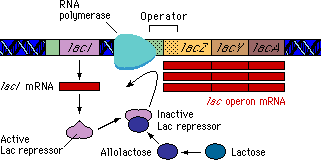 RNA
polymerase
Operator
lacI
lacZ
lacY
lacA
lacI mRNA
lac operon mRNA
Active
Lac repressor
Inactive
Lac repressor
Allolactose
Lactose